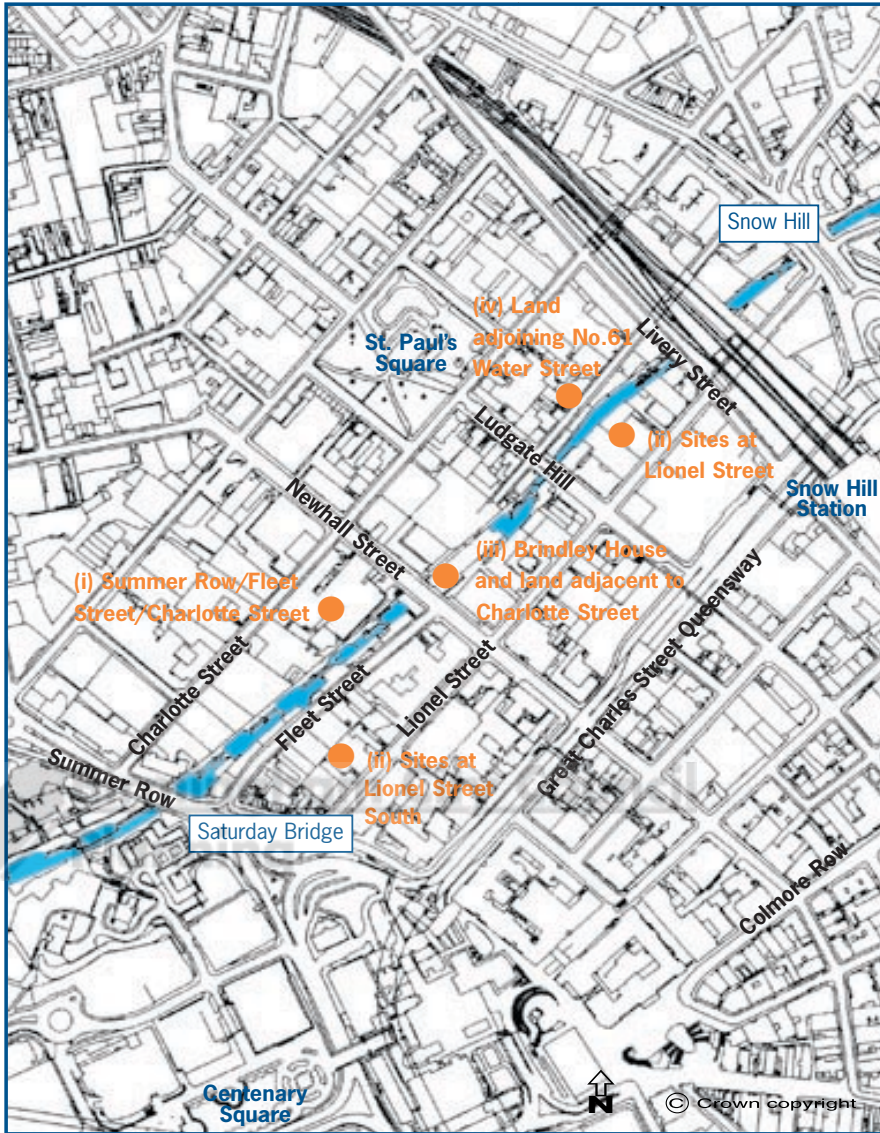 Snow Hill
(iv) Land
adjoining No.61
Water Street
St. Paul's
Square
Livery Street
Ludgate Hill
(ii) Sites at
Lionel Street
Snow Hill
Station
Newhall Street
(iii) Brindley House
and land adjacent to
Charlotte Street
(i) Summer Row/Fleet
Street/Charlotte Street
Charlotte Street
Fleet Street
Lionel Street
Great Charles Street Queensway
(ii) Sites at
Lionel Street
South
Summer Row
Saturday Bridge
Colmore Row
Centenary
Square
N
© Crown copyright